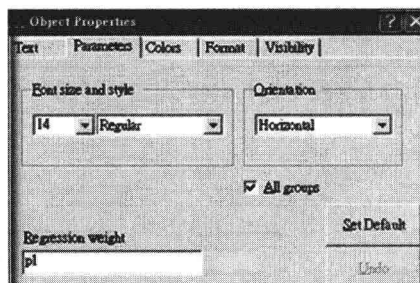 Object Properties
Text Parameters Colors Format Visibility
Font size and style Orientation
14 Regular Horizontal
All groups
Set Default
Regression weight
p1
Undo